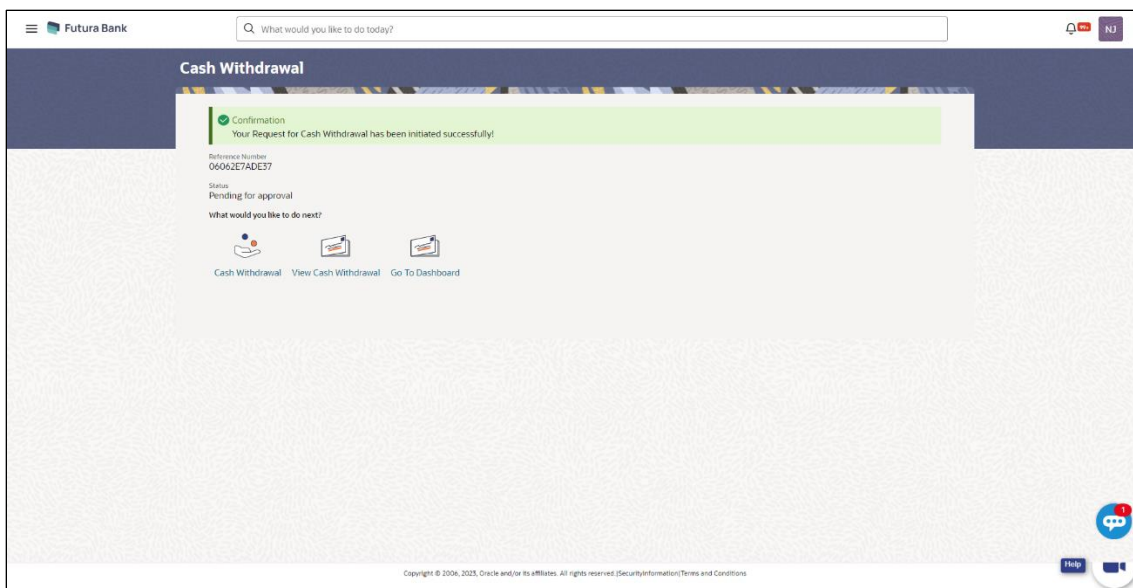 Futura Bank
What would you like to do today?
99+
NJ
Cash Withdrawal
Confirmation
Your Request for Cash Withdrawal has been initiated successfully!
Reference Number
06062E7ADE37
Status
Pending for approval
What would you like to do next?
Cash Withdrawal View Cash Withdrawal Go To Dashboard
1
Help
Copyright © 2006, 2023, Oracle and/or its affiliates. All rights reserved.|SecurityInformation|Terms and Conditions